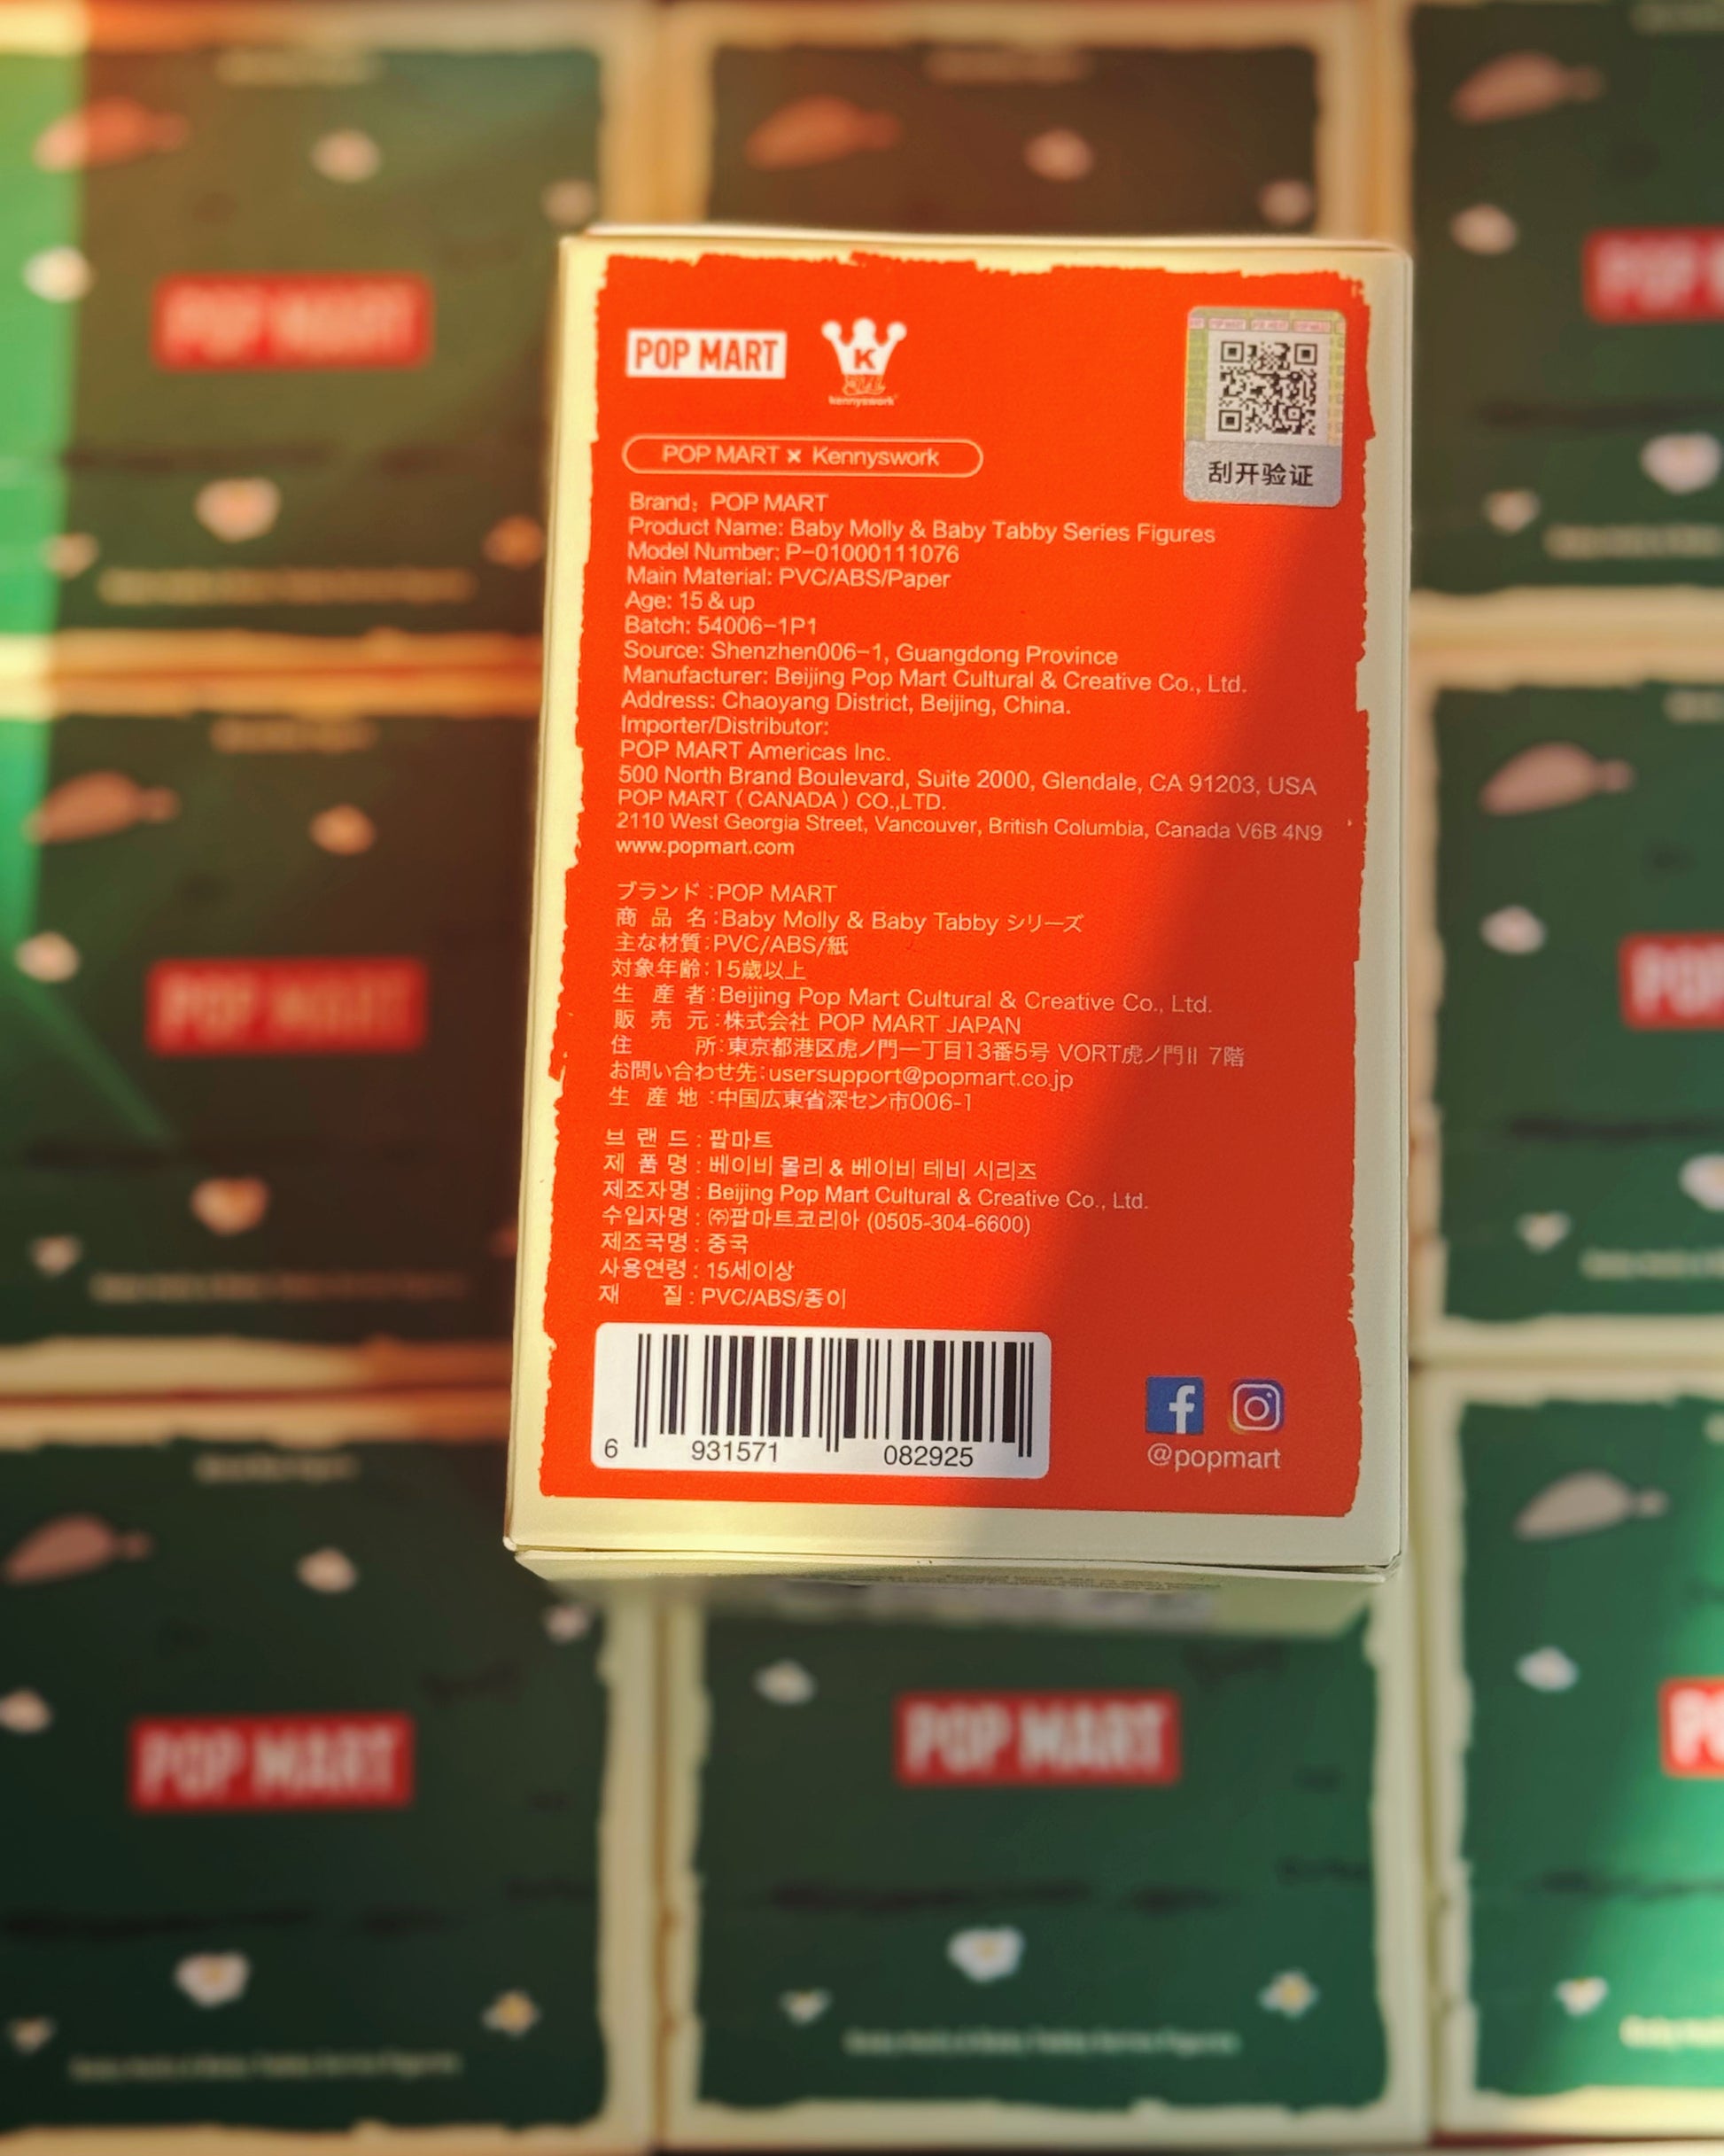 POP MART
K
kennyswork
刮开验证
POP MART × Kennyswork
Brand: POP MART
Product Name: Baby Molly & Baby Tabby Series Figures
Model Number: P-01000111076
Main Material: PVC/ABS/Paper
Age: 15 & up
Batch: 54006-1P1
Source: Shenzhen006-1, Guangdong Province
Manufacturer: Beijing Pop Mart Cultural & Creative Co., Ltd.
Address: Chaoyang District, Beijing, China.
Importer/Distributor:
POP MART Americas Inc.
500 North Brand Boulevard, Suite 2000, Glendale, CA 91203, USA
POP MART (CANADA) CO.,LTD.
2110 West Georgia Street, Vancouver, British Columbia, Canada V6B 4N9
www.popmart.com
ブランド:POP MART
商 品 名:Baby Molly & Baby Tabby シリーズ
主な材質:PVC/ABS/紙
対象年齢:15歳以上
生 産 者:Beijing Pop Mart Cultural & Creative Co., Ltd.
販 売 元:株式会社 POP MART JAPAN
住 所:東京都港区虎ノ門一丁目13番5号 VORT虎ノ門II 7階
お問い合わせ先:usersupport@popmart.co.jp
生 産 地:中国広東省深セン市006-1
브 랜 드 : 팝마트
제 품 명 : 베이비 몰리 & 베이비 테비 시리즈
제조자명 : Beijing Pop Mart Cultural & Creative Co., Ltd.
수입자명 : ㈜팝마트코리아 (0505-304-6600)
제조국명 : 중국
사용연령 : 15세이상
재 질 : PVC/ABS/종이
6 931571 082925
@popmart
POP MART
POP MART
POP MART
POP MART